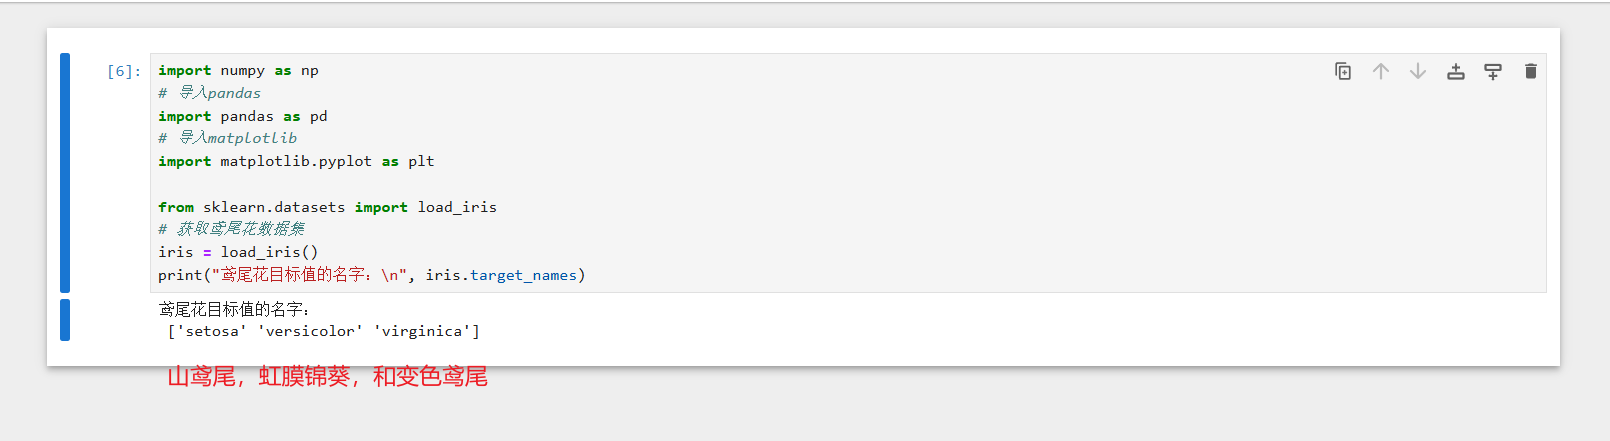 [6]: import numpy as np
# 导入pandas
import pandas as pd
# 导入matplotlib
import matplotlib.pyplot as plt
from sklearn.datasets import load_iris
# 获取鸢尾花数据集
iris = load_iris()
print("鸢尾花目标值的名字：\n", iris.target_names)
鸢尾花目标值的名字：
['setosa' 'versicolor' 'virginica']
山鸢尾，虹膜锦葵，和变色鸢尾